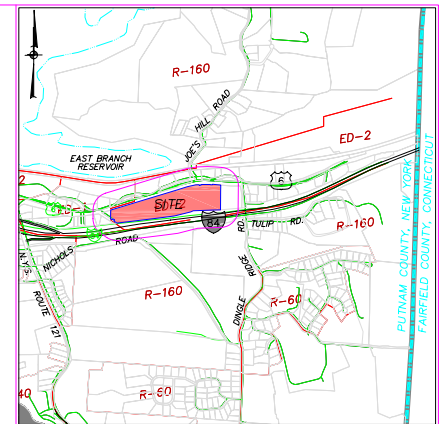 R-160
JOE'S HILL ROAD
ED-2
EAST BRANCH
RESERVOIR
6
SITE
84
NICHOLS ROAD
RD.
TULIP RD.
R-160
N.Y.S. ROUTE 121
R-160
DINGLE RIDGE
R-60
PUTNAM COUNTY, NEW YORK
FAIRFIELD COUNTY, CONNECTICUT
R-60
40